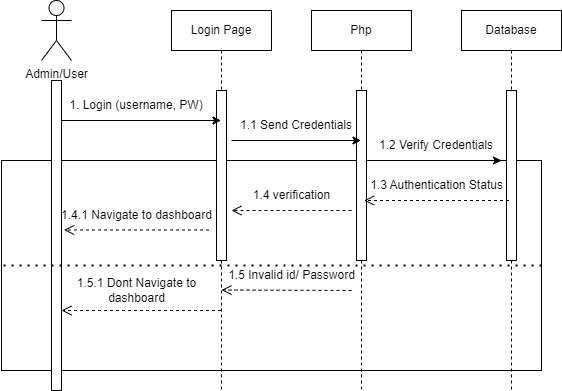 Login Page
Php
Database
Admin/User
1. Login (username, PW)
1.1 Send Credentials
1.2 Verify Credentials
1.3 Authentication Status
1.4 verification
1.4.1 Navigate to dashboard
1.5 Invalid id/ Password
1.5.1 Dont Navigate to
dashboard